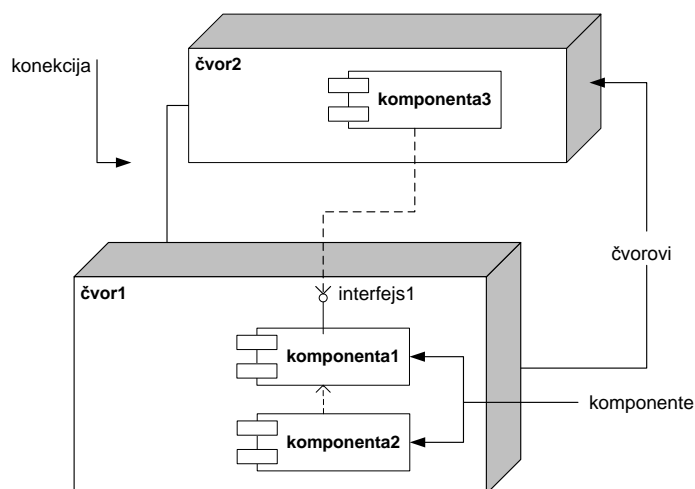 čvor2
konekcija
komponenta3
čvorovi
čvor1
interfejs1
komponenta1
komponente
komponenta2